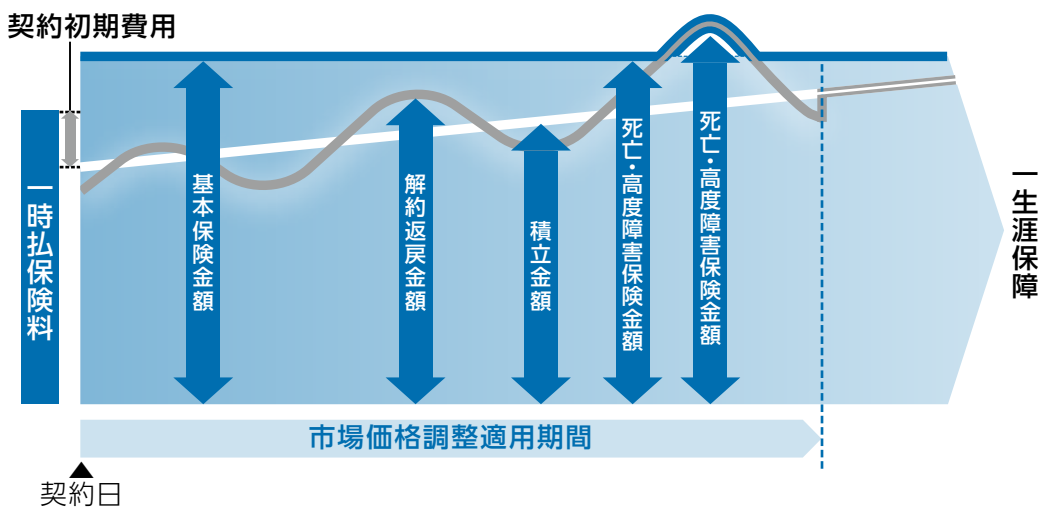 契約初期費用
一時払保険料
基本保険金額
解約返戻金額
積立金額
死亡・高度障害保険金額
死亡・高度障害保険金額
一生涯保障
市場価格調整適用期間
契約日